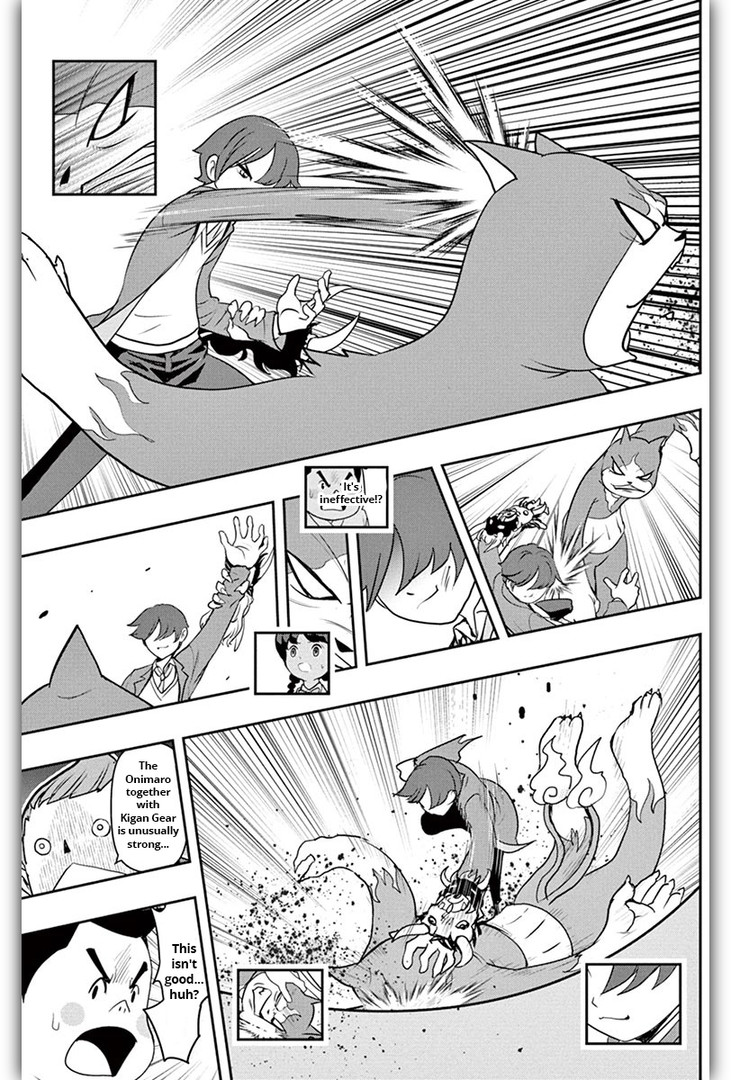 It's
ineffective!?
The
Onimaro
together
with
Kigan Gear
is unusually
strong...
This
isn't
good...
huh?